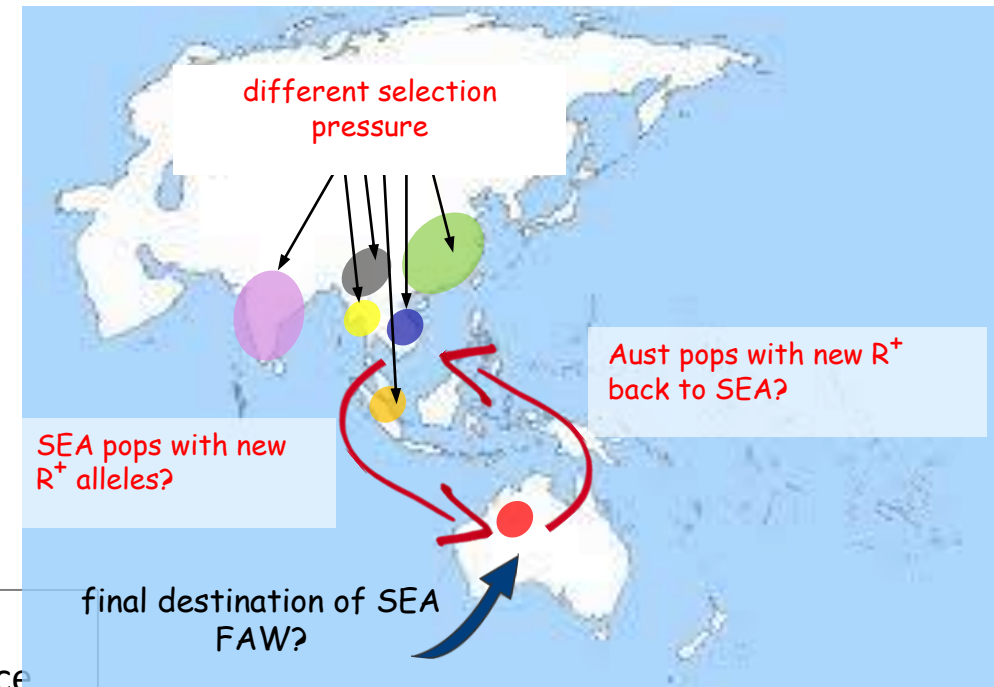 different selection
pressure
Aust pops with new R⁺
back to SEA?
SEA pops with new
R⁺ alleles?
final destination of SEA
FAW?
ce